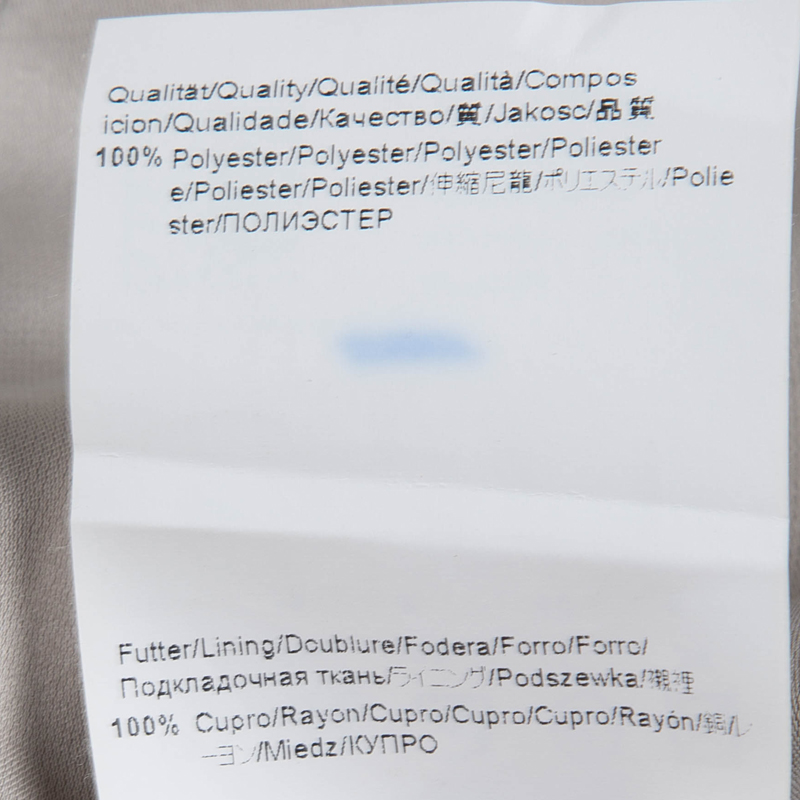 Qualität/Quality/Qualité/Qualità/Compos
icion/Qualidade/Качество/質/Jakosc/品質
100% Polyester/Polyester/Polyester/Poliester
e/Poliester/Poliester/伸縮尼龍/ポリエステル/Polie
ster/ПОЛИЭСТЕР
Futter/Lining/Doublure/Fodera/Forro/Forro/
Подкладочная ткань/ライニング/Podszewka/襯裡
100% Cupro/Rayon/Cupro/Cupro/Cupro/Rayón/銅/レ
ーヨン/Miedz/КУПРО